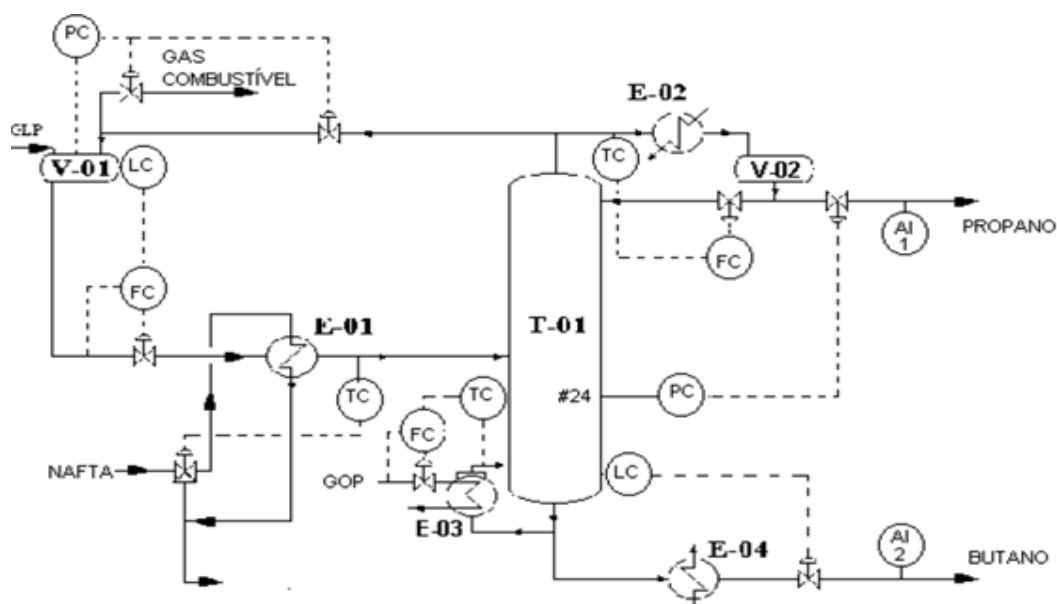 PC
GAS
COMBUSTÍVEL
E-02
GLP
V-01
LC
TC
V-02
FC
AI
1
PROPANO
FC
E-01
T-01
TC
#24
PC
TC
FC
NAFTA
GOP
LC
E-03
E-04
AI
2
BUTANO